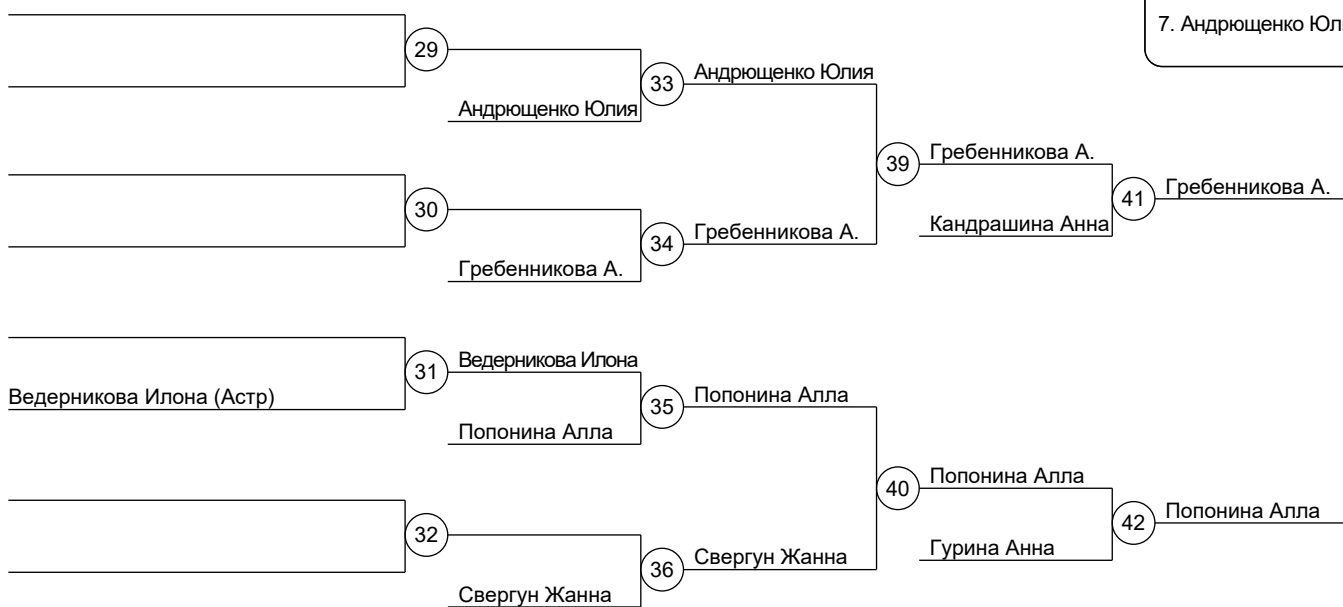 7. Андрющенко Юл
29
33
Андрющенко Юлия
Андрющенко Юлия
39
Гребенникова А.
41
Гребенникова А.
30
Кандрашина Анна
34
Гребенникова А.
Гребенникова А.
31
Ведерникова Илона
Ведерникова Илона (Астр)
35
Попонина Алла
Попонина Алла
40
Попонина Алла
42
Попонина Алла
32
Гурина Анна
36
Свергун Жанна
Свергун Жанна